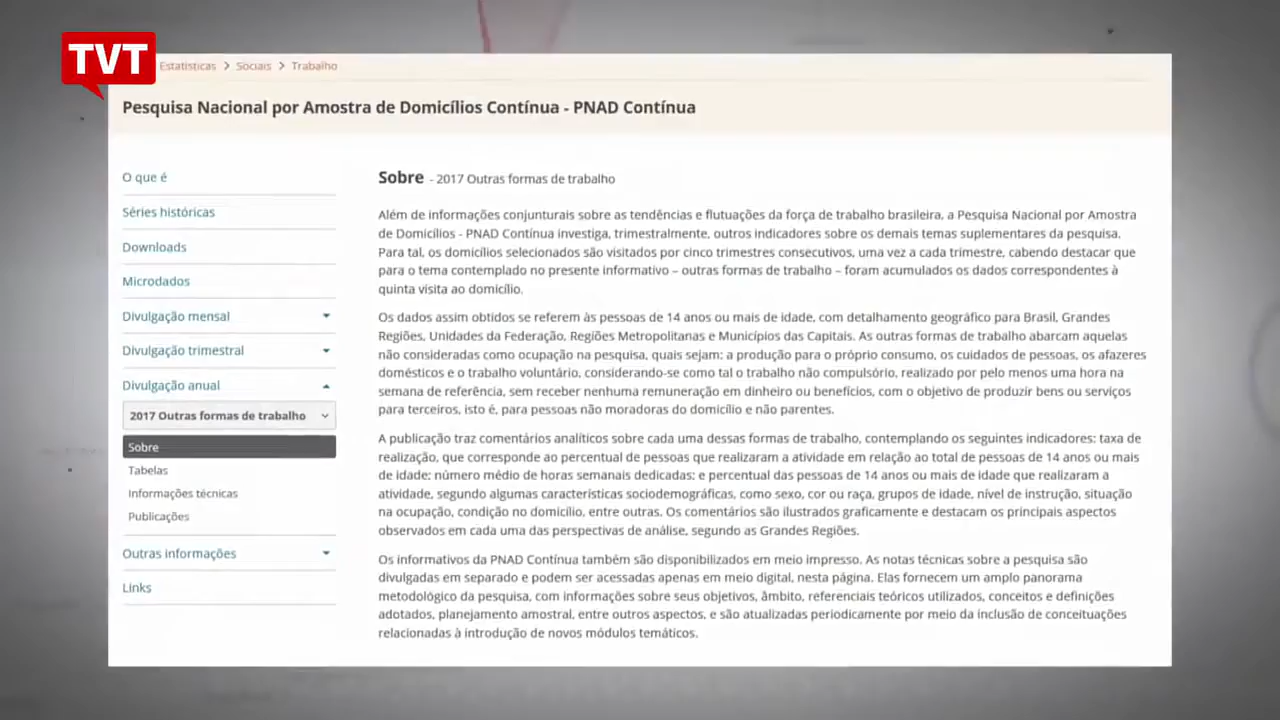 TVT
Estatísticas > Sociais > Trabalho
Pesquisa Nacional por Amostra de Domicílios Contínua - PNAD Contínua
O que é
Séries históricas
Downloads
Microdados
Divulgação mensal
Divulgação trimestral
Divulgação anual
2017 Outras formas de trabalho
Sobre
Tabelas
Informações técnicas
Publicações
Outras informações
Links
Sobre - 2017 Outras formas de trabalho
Além de informações conjunturais sobre as tendências e flutuações da força de trabalho brasileira, a Pesquisa Nacional por Amostra
de Domicílios - PNAD Contínua investiga, trimestralmente, outros indicadores sobre os demais temas suplementares da pesquisa.
Para tal, os domicílios selecionados são visitados por cinco trimestres consecutivos, uma vez a cada trimestre, cabendo destacar que
para o tema contemplado no presente informativo – outras formas de trabalho – foram acumulados os dados correspondentes à
quinta visita ao domicílio.
Os dados assim obtidos se referem às pessoas de 14 anos ou mais de idade, com detalhamento geográfico para Brasil, Grandes
Regiões, Unidades da Federação, Regiões Metropolitanas e Municípios das Capitais. As outras formas de trabalho abarcam aquelas
não consideradas como ocupação na pesquisa, quais sejam: a produção para o próprio consumo, os cuidados de pessoas, os afazeres
domésticos e o trabalho voluntário, considerando-se como tal o trabalho não compulsório, realizado por pelo menos uma hora na
semana de referência, sem receber nenhuma remuneração em dinheiro ou benefícios, com o objetivo de produzir bens ou serviços
para terceiros, isto é, para pessoas não moradoras do domicílio e não parentes.
A publicação traz comentários analíticos sobre cada uma dessas formas de trabalho, contemplando os seguintes indicadores: taxa de
realização, que corresponde ao percentual de pessoas que realizaram a atividade em relação ao total de pessoas de 14 anos ou mais
de idade; número médio de horas semanais dedicadas; e percentual das pessoas de 14 anos ou mais de idade que realizaram a
atividade, segundo algumas características sociodemográficas, como sexo, cor ou raça, grupos de idade, nível de instrução, situação
na ocupação, condição no domicílio, entre outras. Os comentários são ilustrados graficamente e destacam os principais aspectos
observados em cada uma das perspectivas de análise, segundo as Grandes Regiões.
Os informativos da PNAD Contínua também são disponibilizados em meio impresso. As notas técnicas sobre a pesquisa são
divulgadas em separado e podem ser acessadas apenas em meio digital, nesta página. Elas fornecem um amplo panorama
metodológico da pesquisa, com informações sobre seus objetivos, âmbito, referenciais teóricos utilizados, conceitos e definições
adotados, planejamento amostral, entre outros aspectos, e são atualizadas periodicamente por meio da inclusão de conceituações
relacionadas à introdução de novos módulos temáticos.